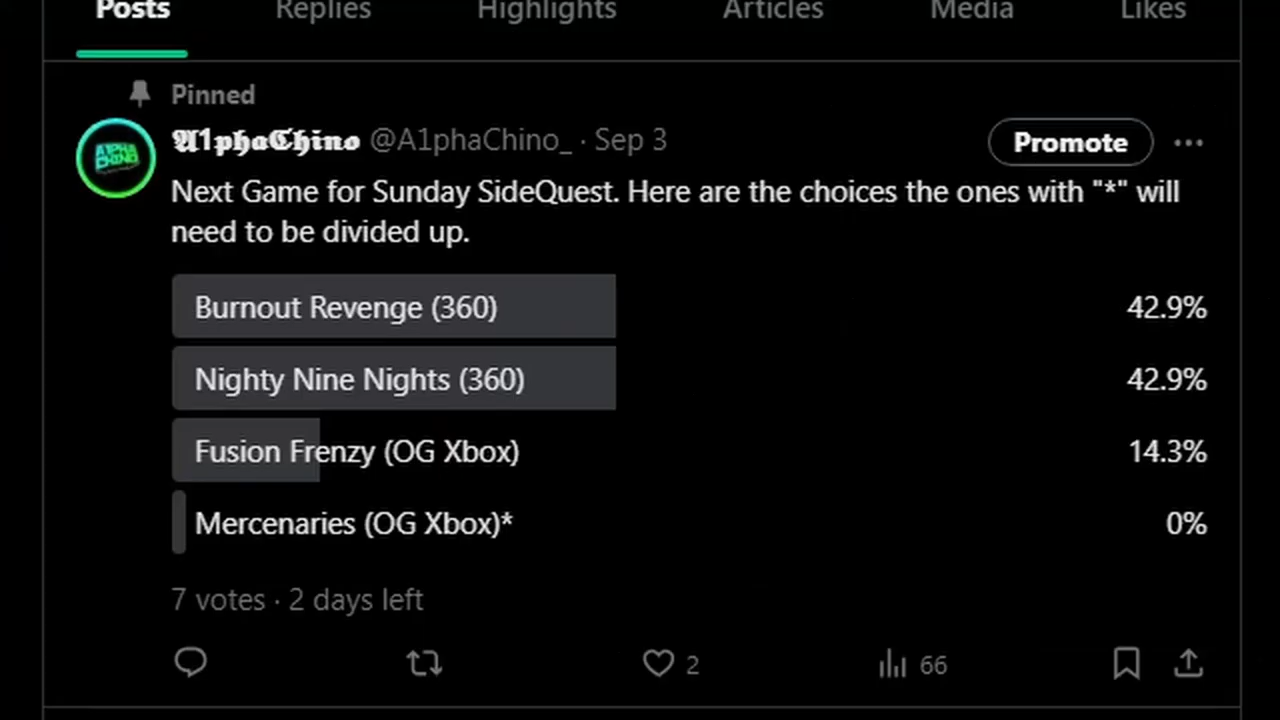 Posts Replies Highlights Articles Media Likes
Pinned
A1phaChino @A1phaChino_ · Sep 3 Promote
A1PHA
CHINO
Next Game for Sunday SideQuest. Here are the choices the ones with "*" will
need to be divided up.
Burnout Revenge (360) 42.9%
Nighty Nine Nights (360) 42.9%
Fusion Frenzy (OG Xbox) 14.3%
Mercenaries (OG Xbox)* 0%
7 votes · 2 days left
2 66